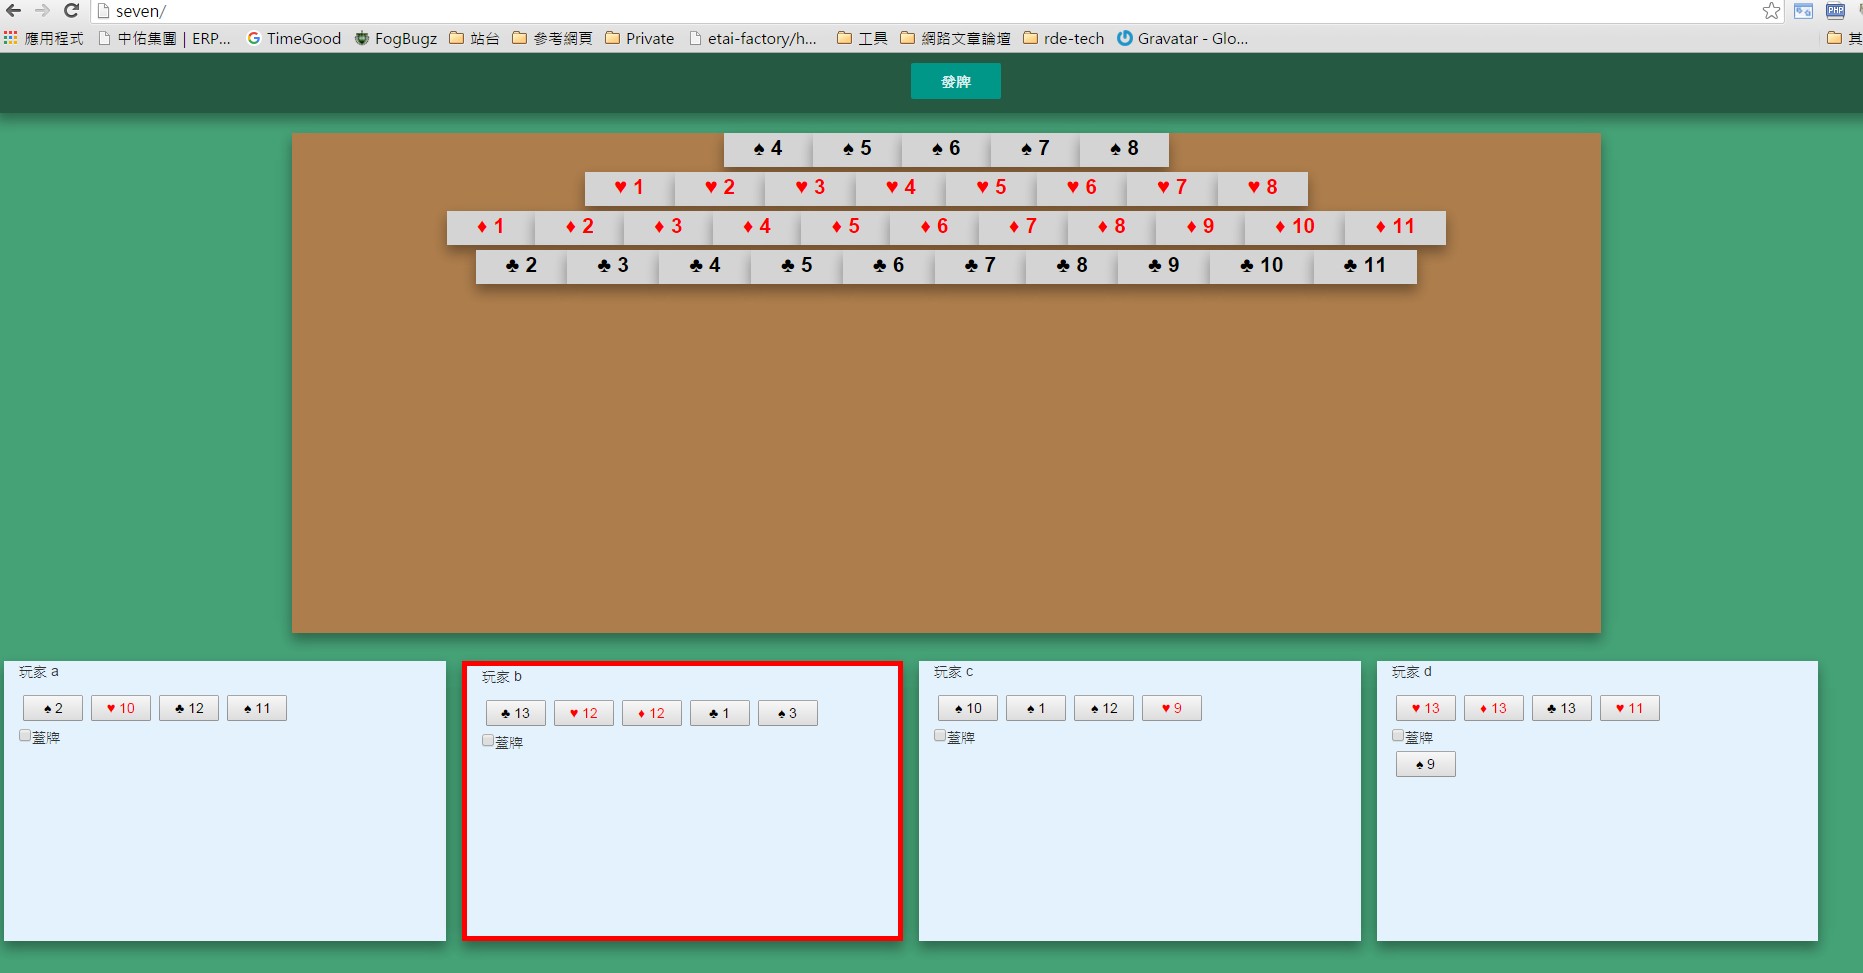 seven/
應用程式 中佑集團 | ERP... TimeGood FogBugz 站台 參考網頁 Private etai-factory/h... 工具 網路文章論壇 rde-tech Gravatar - Glo... 其
發牌
♠ 4 ♠ 5 ♠ 6 ♠ 7 ♠ 8
♥ 1 ♥ 2 ♥ 3 ♥ 4 ♥ 5 ♥ 6 ♥ 7 ♥ 8
♦ 1 ♦ 2 ♦ 3 ♦ 4 ♦ 5 ♦ 6 ♦ 7 ♦ 8 ♦ 9 ♦ 10 ♦ 11
♣ 2 ♣ 3 ♣ 4 ♣ 5 ♣ 6 ♣ 7 ♣ 8 ♣ 9 ♣ 10 ♣ 11
玩家 a
♠ 2 ♥ 10 ♣ 12 ♠ 11
蓋牌
玩家 b
♣ 13 ♥ 12 ♦ 12 ♣ 1 ♠ 3
蓋牌
玩家 c
♠ 10 ♠ 1 ♠ 12 ♥ 9
蓋牌
玩家 d
♥ 13 ♦ 13 ♣ 13 ♥ 11
蓋牌
♠ 9